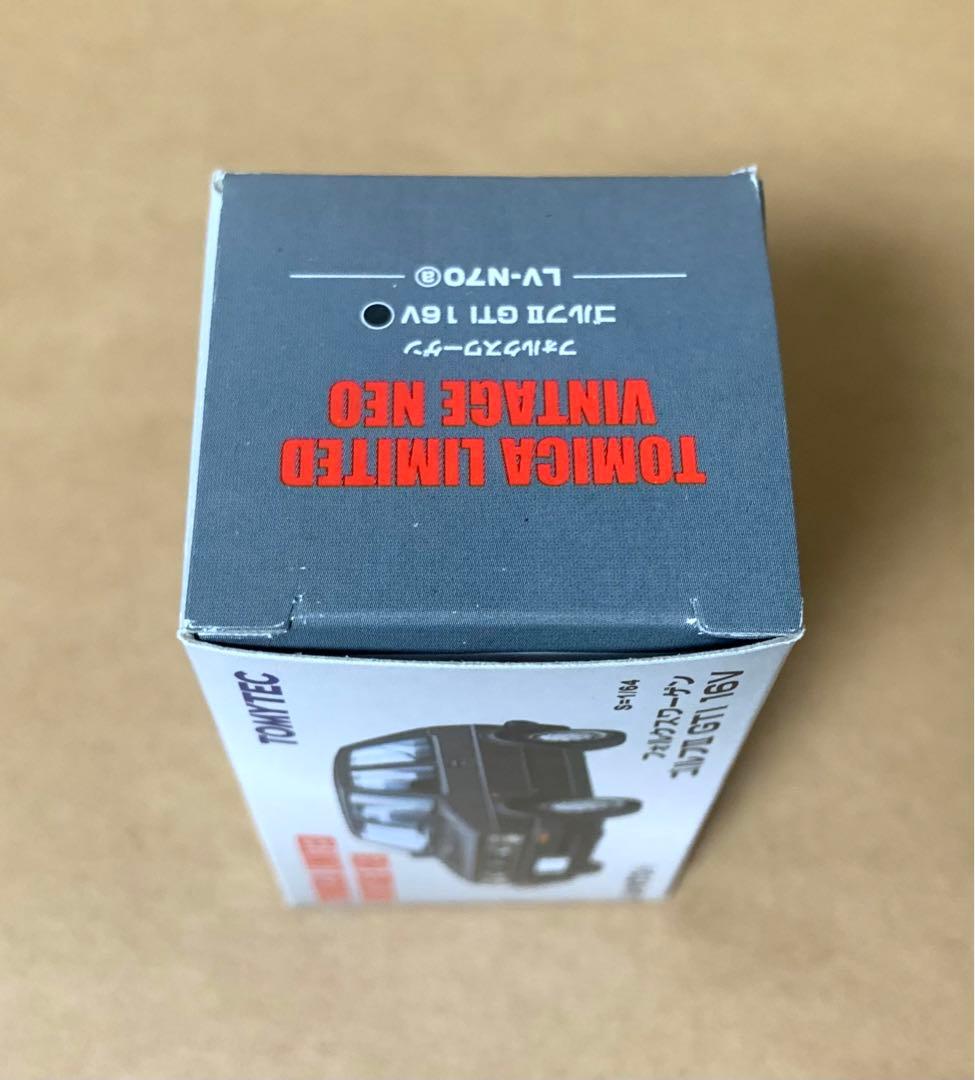 TOMICA LIMITED
VINTAGE NEO
フォルクスワーゲン
ゴルフⅡ GTI 16V
LV-N70ⓐ
TOMYTEC
S=1/64
フォルクスワーゲン
ゴルフⅡ GTI 16V